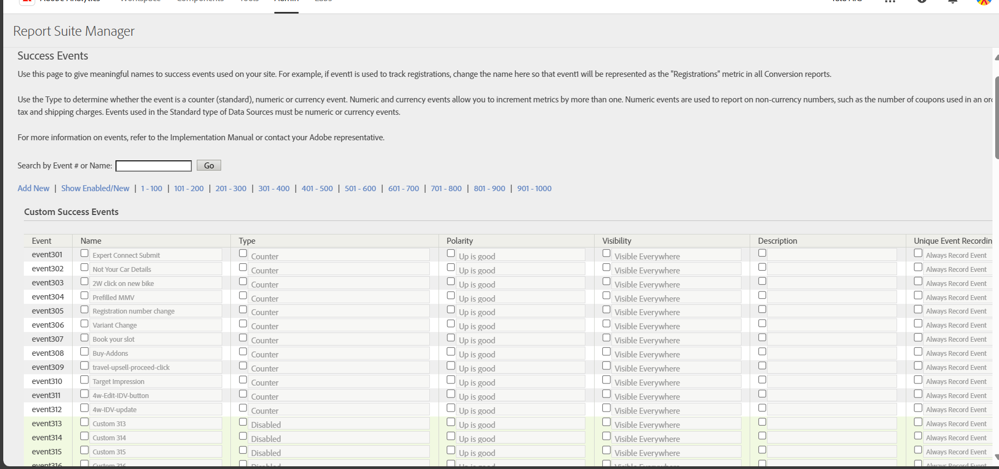 Adobe Analytics Workspace Components Tools Admin Labs
Report Suite Manager
Success Events
Use this page to give meaningful names to success events used on your site. For example, if event1 is used to track registrations, change the name here so that event1 will be represented as the "Registrations" metric in all Conversion reports.
Use the Type to determine whether the event is a counter (standard), numeric or currency event. Numeric and currency events allow you to increment metrics by more than one. Numeric events are used to report on non-currency numbers, such as the number of coupons used in an
tax and shipping charges. Events used in the Standard type of Data Sources must be numeric or currency events.
For more information on events, refer to the Implementation Manual or contact your Adobe representative.
Search by Event # or Name: Go
Add New | Show Enabled/New | 1 - 100 | 101 - 200 | 201 - 300 | 301 - 400 | 401 - 500 | 501 - 600 | 601 - 700 | 701 - 800 | 801 - 900 | 901 - 1000
Custom Success Events
Event Name Type Polarity Visibility Description Unique Event Recordin
event301 Expert Connect Submit Counter Up is good Visible Everywhere Always Record Event
event302 Not Your Car Details Counter Up is good Visible Everywhere Always Record Event
event303 2W click on new bike Counter Up is good Visible Everywhere Always Record Event
event304 Prefilled MMV Counter Up is good Visible Everywhere Always Record Event
event305 Registration number change Counter Up is good Visible Everywhere Always Record Event
event306 Variant Change Counter Up is good Visible Everywhere Always Record Event
event307 Book your slot Counter Up is good Visible Everywhere Always Record Event
event308 Buy-Addons Counter Up is good Visible Everywhere Always Record Event
event309 travel-upsell-proceed-click Counter Up is good Visible Everywhere Always Record Event
event310 Target Impression Counter Up is good Visible Everywhere Always Record Event
event311 4w-Edit-IDV-button Counter Up is good Visible Everywhere Always Record Event
event312 4w-IDV-update Counter Up is good Visible Everywhere Always Record Event
event313 Custom 313 Disabled Up is good Visible Everywhere Always Record Event
event314 Custom 314 Disabled Up is good Visible Everywhere Always Record Event
event315 Custom 315 Disabled Up is good Visible Everywhere Always Record Event
event316 Custom 316 Disabled Up is good Visible Everywhere Always Record Event